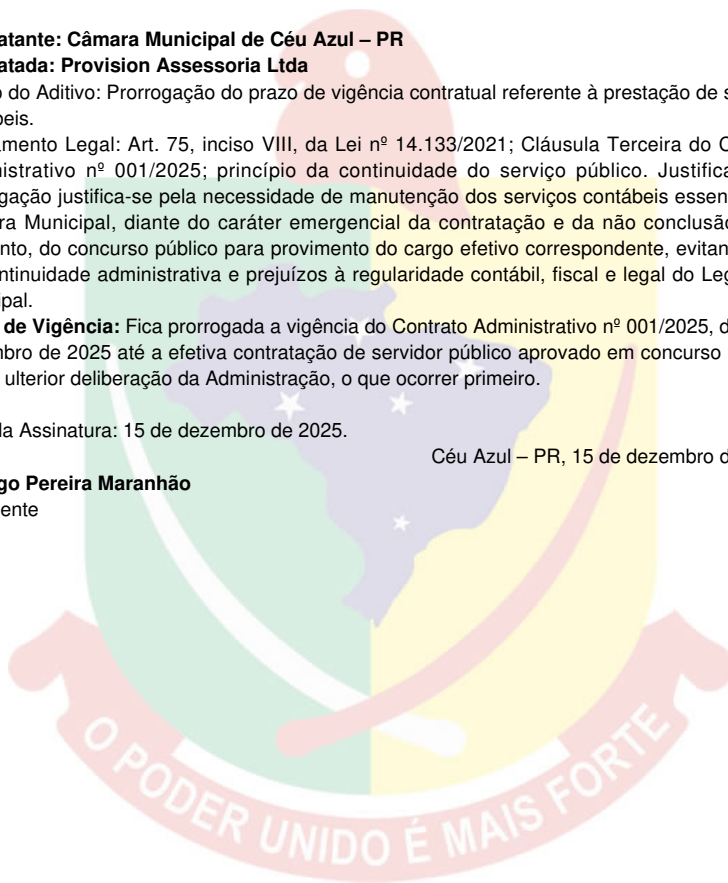 atante: Câmara Municipal de Céu Azul – PR
atada: Provision Assessoria Ltda
o do Aditivo: Prorrogação do prazo de vigência contratual referente à prestação de s
beis.
amento Legal: Art. 75, inciso VIII, da Lei nº 14.133/2021; Cláusula Terceira do C
nistrativo nº 001/2025; princípio da continuidade do serviço público. Justifica
ogação justifica-se pela necessidade de manutenção dos serviços contábeis essen
ra Municipal, diante do caráter emergencial da contratação e da não conclusão
nto, do concurso público para provimento do cargo efetivo correspondente, evitan
continuidade administrativa e prejuízos à regularidade contábil, fiscal e legal do Leg
ipal.
de Vigência: Fica prorrogada a vigência do Contrato Administrativo nº 001/2025, d
mbro de 2025 até a efetiva contratação de servidor público aprovado em concurso
ulterior deliberação da Administração, o que ocorrer primeiro.
da Assinatura: 15 de dezembro de 2025.
Céu Azul – PR, 15 de dezembro d
go Pereira Maranhão
ente
O PODER UNIDO É MAIS FORTE